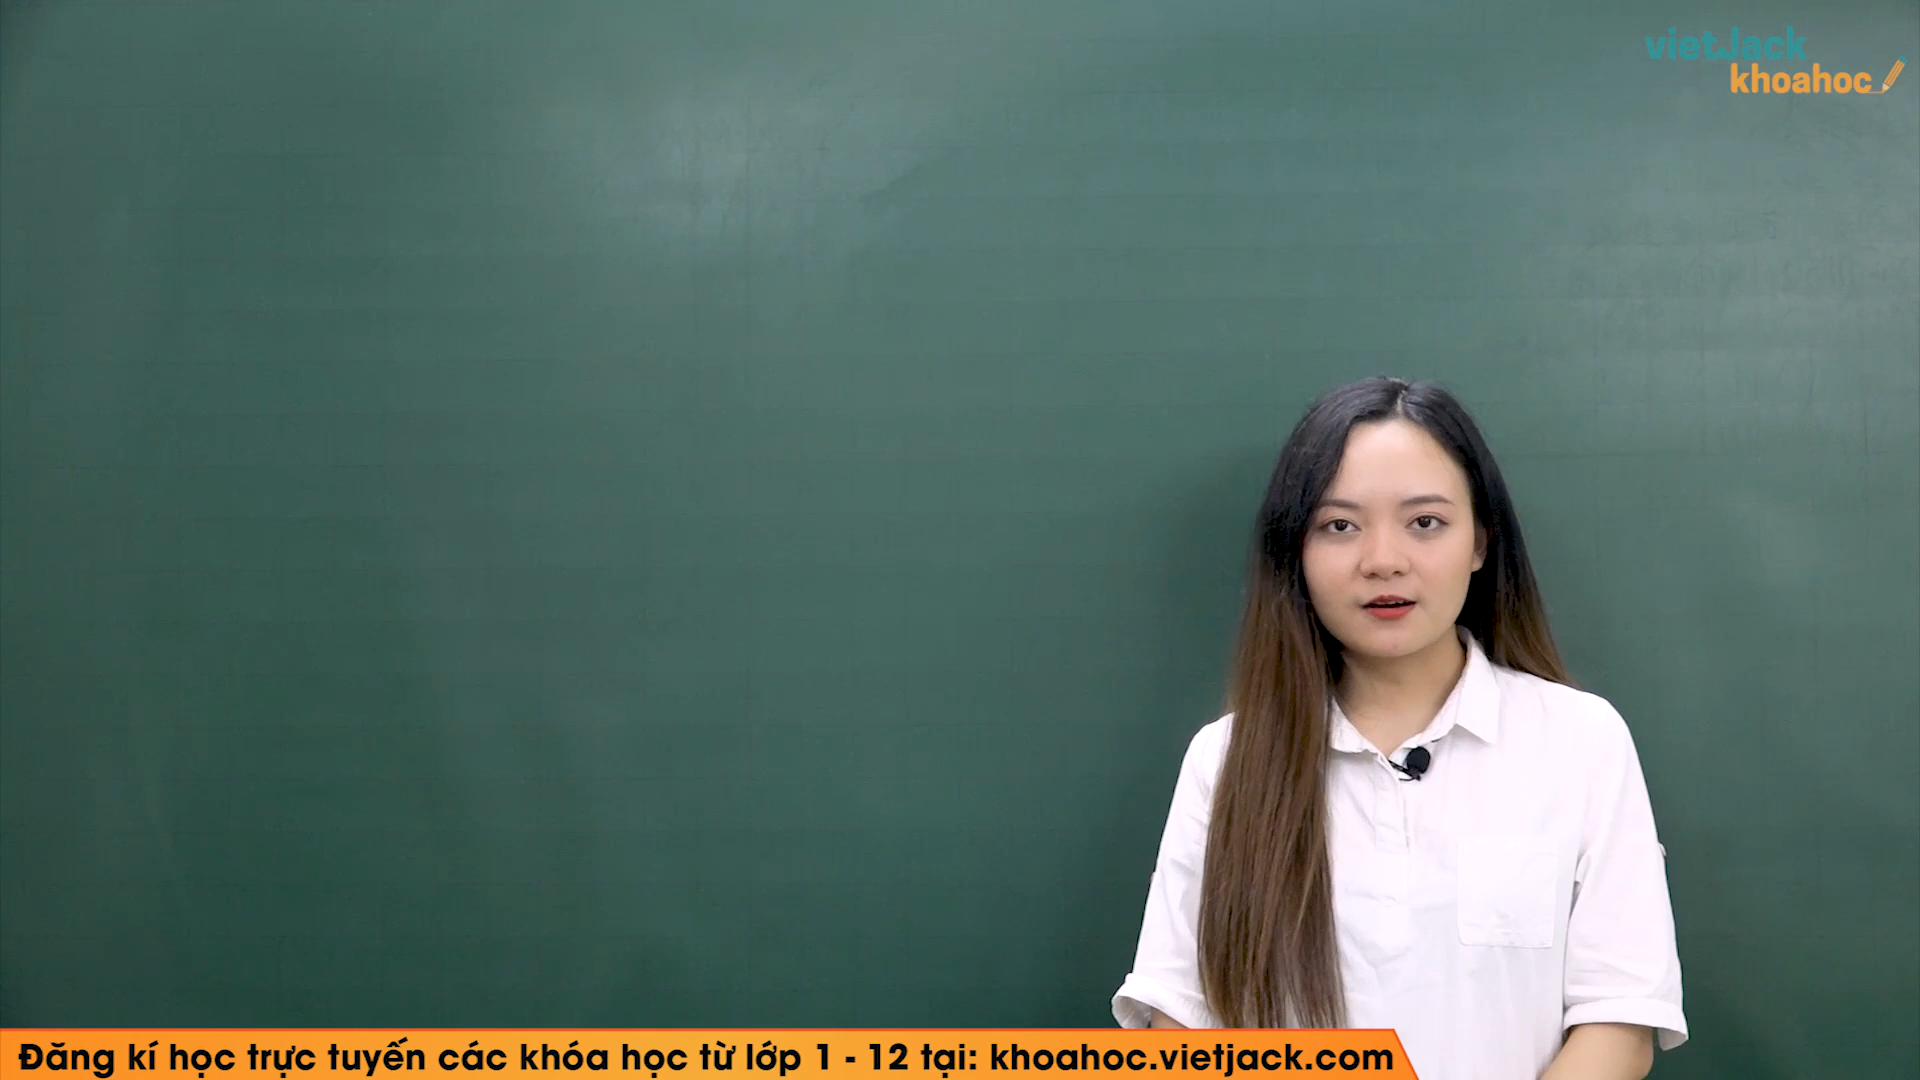 vietJack
khoahoc
Đăng kí học trực tuyến các khóa học từ lớp 1 - 12 tại: khoahoc.vietjack.com